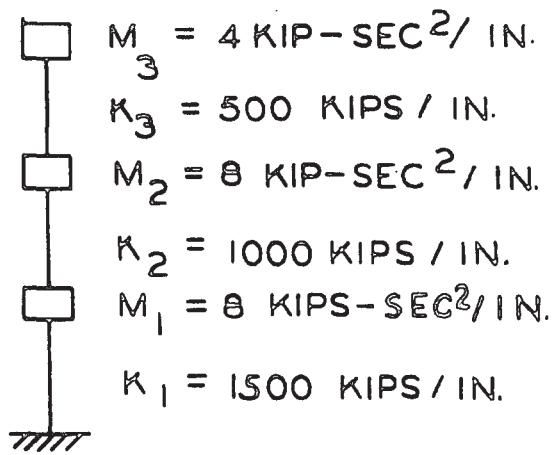 M₃ = 4 KIP-SEC²/ IN.
K₃ = 500 KIPS / IN.
M₂ = 8 KIP-SEC²/ IN.
K₂ = 1000 KIPS / IN.
M₁ = 8 KIPS-SEC²/ IN.
K₁ = 1500 KIPS / IN.